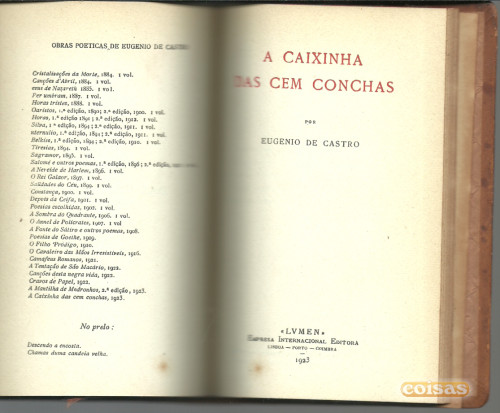 OBRAS POETICAS DE EUGENIO DE CASTRO
Cristalisações da Morte, 1884. 1 vol.
Canções d'Abril, 1884. 1 vol.
esus de Nazareth 1885. 1 vol.
Per umbram, 1887. 1 vol.
Horas tristes, 1888. 1 vol.
Oaristos, 1.ª edição, 1890; 2.ª edição, 1900. 1 vol.
Horas, 1.ª edição 1891; 2.ª edição, 1912. 1 vol.
Silva, 1.ª edição, 1894; 2.ª edição, 1911. 1 vol.
nterlunio, 1.ª edição, 1894; 2.ª edição, 1911. 1 vol.
Belkiss, 1.ª edição, 1894; 2.ª edição, 1910. 1 vol.
Tirésias, 1895. 1 vol.
Sagramor, 1895. 1 vol.
Salomé e outros poemas, 1.ª edição, 1896; 2.ª edição,
A Nereide de Harlem, 1896. 1 vol.
O Rei Galaor, 1897. 1 vol.
Saudades do Ceu, 1899. 1 vol.
Constança, 1900. 1 vol.
Depois da Ceifa, 1901. 1 vol.
Poesias escolhidas, 1902. 1 vol.
A Sombra do Quadrante, 1906. 1 vol.
O Annel de Policrates, 1907. 1 vol
A Fonte do Sátiro e outros poemas, 1908.
Poesias de Goethe, 1909.
O Filho Pródigo, 1910.
O Cavaleiro das Mãos Irresistiveis, 1916.
Camafeus Romanos, 1921.
A Tentação de São Macário, 1922.
Canções desta negra vida, 1922.
Cravos de Papel, 1922.
A Mantilha de Medronhos, 2.ª edição, 1923.
A Caixinha das cem conchas, 1923.
No prelo:
Descendo a encosta.
Chamas duma candeia velha.
A CAIXINHA
DAS CEM CONCHAS
POR
EUGENIO DE CASTRO
«LVMEN»
EMPRESA INTERNACIONAL EDITORA
LISBOA — PORTO — COIMBRA
1923
coisas